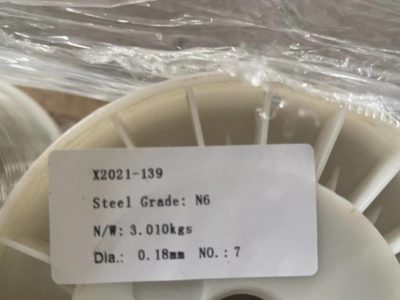 X2021-139
Steel Grade: N6
N/W: 3.010kgs
Dia.: 0.18mm NO.: 7